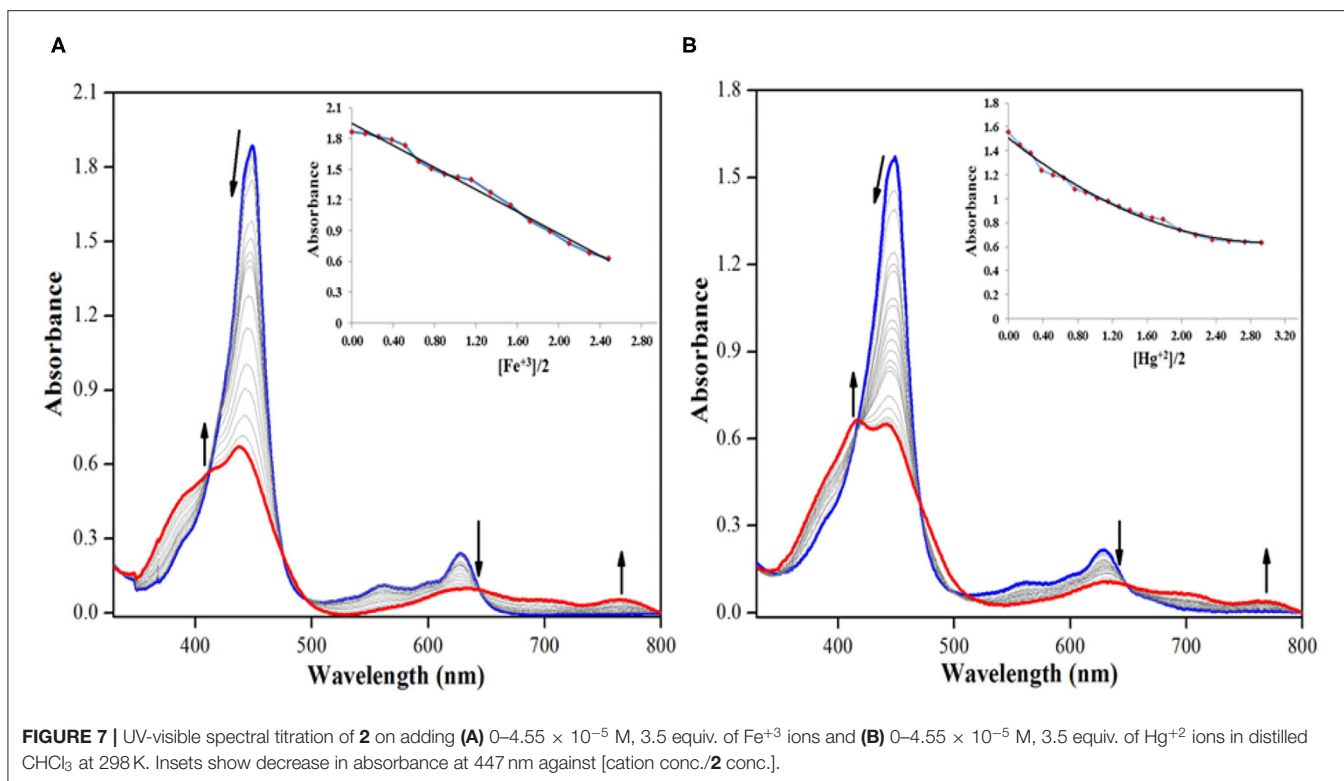 A
B
2.1
1.8
1.5
1.2
0.9
0.6
0.3
0.0
Absorbance
400 500 600 700 800
Wavelength (nm)
2.1
1.8
1.5
1.2
0.9
0.6
0.3
0
Absorbance
0.00 0.40 0.80 1.20 1.60 2.00 2.40 2.80
[Fe⁺³]/2
1.8
1.5
1.2
0.9
0.6
0.3
0.0
Absorbance
400 500 600 700 800
Wavelength (nm)
1.8
1.6
1.4
1.2
1
0.8
0.6
0.4
0.2
0
Absorbance
0.00 0.40 0.80 1.20 1.60 2.00 2.40 2.80 3.20
[Hg⁺²]/2
FIGURE 7 | UV-visible spectral titration of 2 on adding (A) 0–4.55 × 10⁻⁵ M, 3.5 equiv. of Fe⁺³ ions and (B) 0–4.55 × 10⁻⁵ M, 3.5 equiv. of Hg⁺² ions in distilled
CHCl₃ at 298 K. Insets show decrease in absorbance at 447 nm against [cation conc./2 conc.].